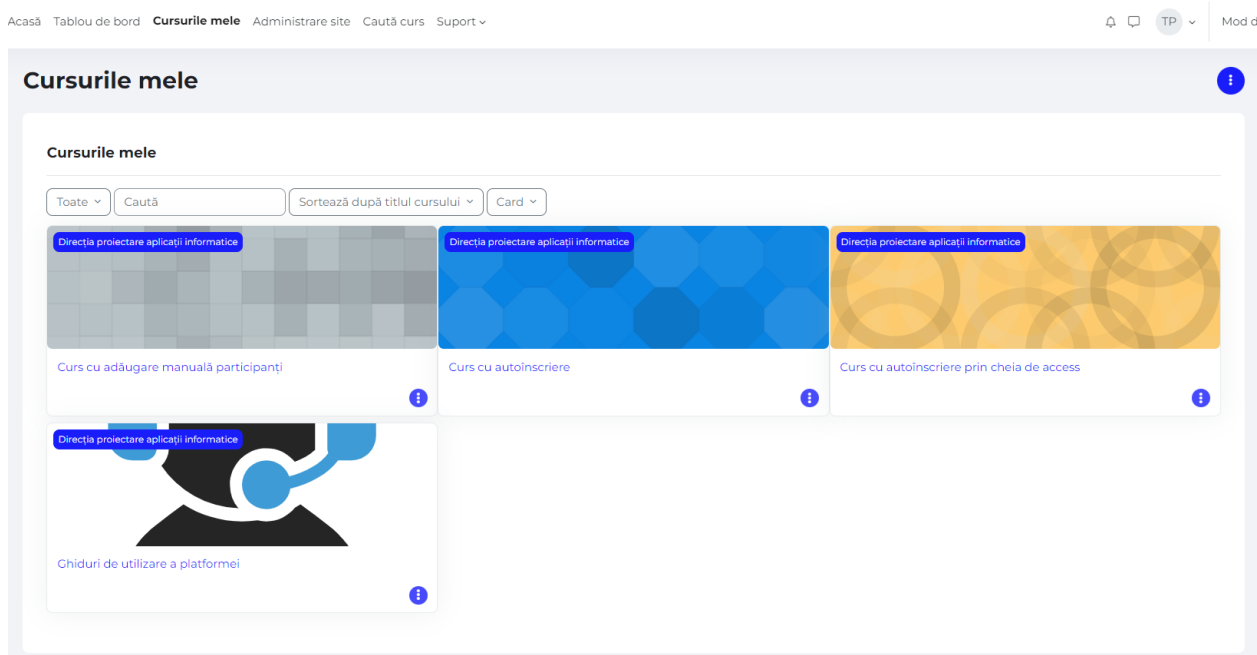 Acasă Tablou de bord Cursurile mele Administrare site Caută curs Suport TP Mod d
Cursurile mele
Cursurile mele
Toate Caută Sortează după titlul cursului Card
Direcția proiectare aplicații informatice Direcția proiectare aplicații informatice Direcția proiectare aplicații informatice
Curs cu adăugare manuală participanți Curs cu autoînscriere Curs cu autoînscriere prin cheia de access
Direcția proiectare aplicații informatice
Ghiduri de utilizare a platformei